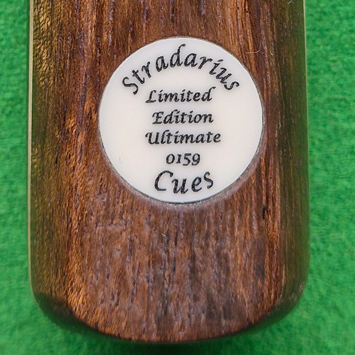 Stradarius
Limited
Edition
Ultimate
0159
Cues